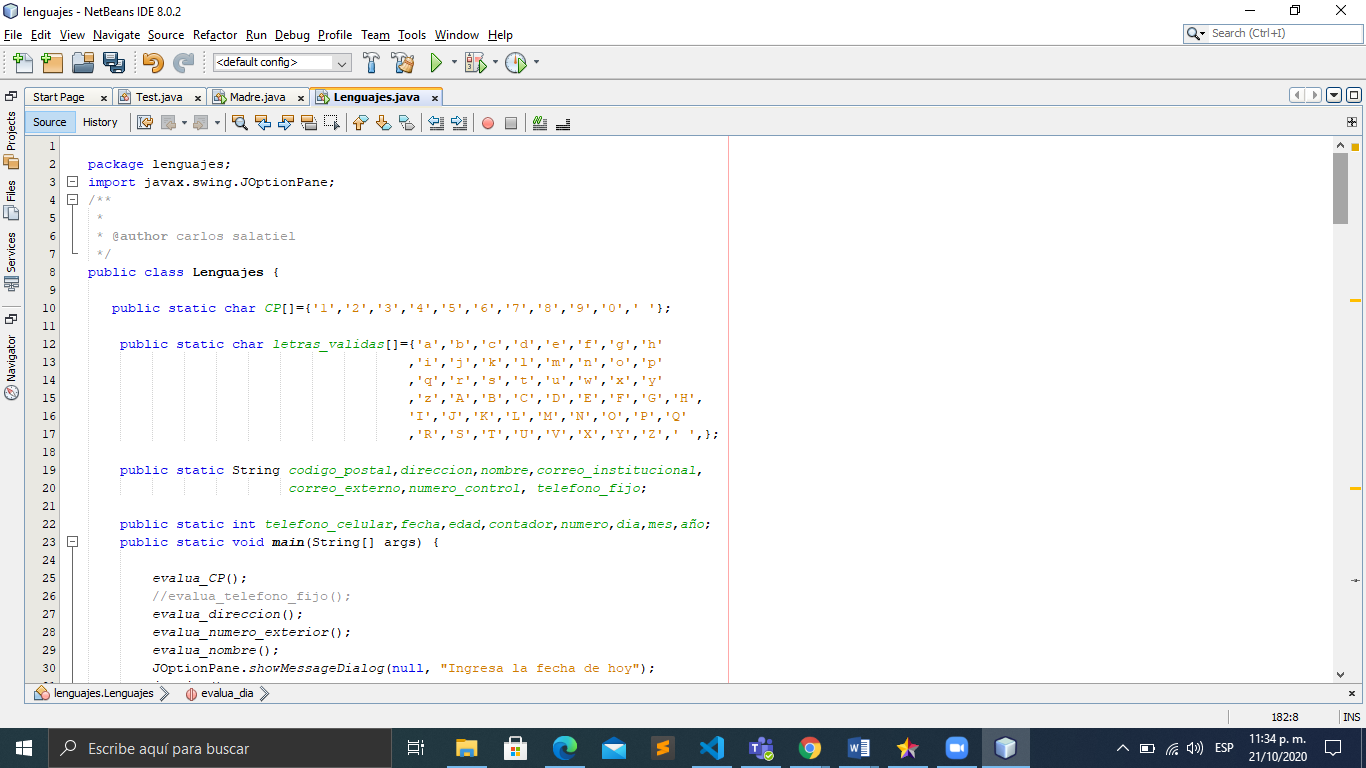 lenguajes - NetBeans IDE 8.0.2
File Edit View Navigate Source Refactor Run Debug Profile Team Tools Window Help
Search (Ctrl+I)
<default config>
Start Page Test.java Madre.java Lenguajes.java
Source History
Projects
Files
Services
Navigator
1
2 package lenguajes;
3 import javax.swing.JOptionPane;
4 /**
5 *
6 * @author carlos salatiel
7 */
8 public class Lenguajes {
9
10 public static char CP[]={'1','2','3','4','5','6','7','8','9','0',' '};
11
12 public static char letras_validas[]={'a','b','c','d','e','f','g','h'
13 ,'i','j','k','l','m','n','o','p'
14 ,'q','r','s','t','u','w','x','y'
15 ,'z','A','B','C','D','E','F','G','H',
16 'I','J','K','L','M','N','O','P','Q'
17 ,'R','S','T','U','V','X','Y','Z',' ',};
18
19 public static String codigo_postal,direccion,nombre,correo_institucional,
20 correo_externo,numero_control, telefono_fijo;
21
22 public static int telefono_celular,fecha,edad,contador,numero,dia,mes,año;
23 public static void main(String[] args) {
24
25 evalua_CP();
26 //evalua_telefono_fijo();
27 evalua_direccion();
28 evalua_numero_exterior();
29 evalua_nombre();
30 JOptionPane.showMessageDialog(null, "Ingresa la fecha de hoy");
lenguajes.Lenguajes evalua_dia
182:8 INS
Escribe aquí para buscar
ESP
11:34 p. m.
21/10/2020